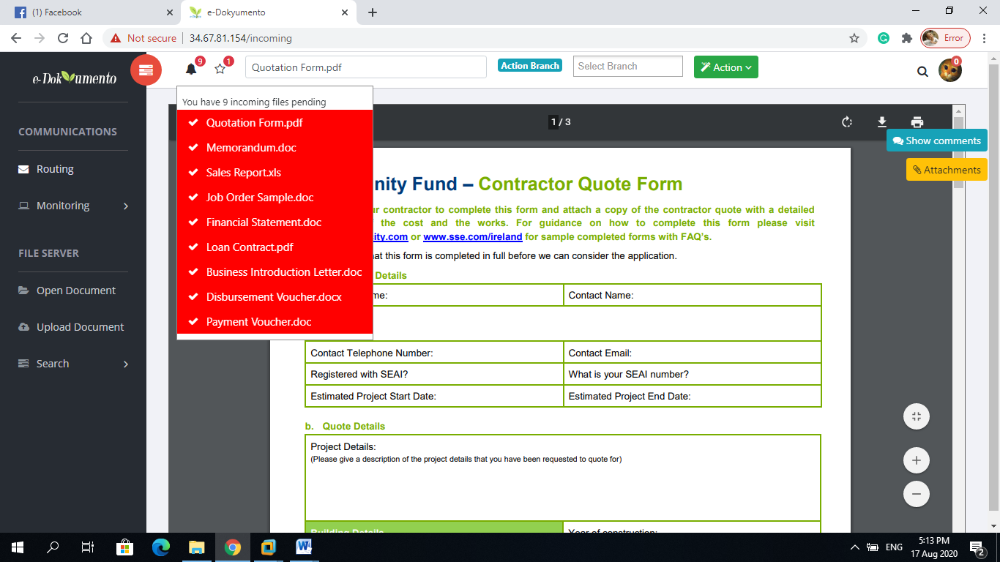 (1) Facebook
e-Dokyumento
Not secure
34.67.81.154/incoming
Error
e-Dokyumento
9
1
Quotation Form.pdf
Action Branch
Select Branch
Action
0
You have 9 incoming files pending
Quotation Form.pdf
Memorandum.doc
Sales Report.xls
Job Order Sample.doc
Financial Statement.doc
Loan Contract.pdf
Business Introduction Letter.doc
Disbursement Voucher.docx
Payment Voucher.doc
COMMUNICATIONS
Routing
Monitoring
FILE SERVER
Open Document
Upload Document
Search
1 / 3
Show comments
Attachments
nity Fund – Contractor Quote Form
ur contractor to complete this form and attach a copy of the contractor quote with a detailed
the cost and the works. For guidance on how to complete this form please visit
ity.com or www.sse.com/ireland for sample completed forms with FAQ's.
at this form is completed in full before we can consider the application.
Details
me:
Contact Name:
Contact Telephone Number:
Contact Email:
Registered with SEAI?
What is your SEAI number?
Estimated Project Start Date:
Estimated Project End Date:
b. Quote Details
Project Details:
(Please give a description of the project details that you have been requested to quote for)
Building Details
Year of construction:
ENG
5:13 PM
17 Aug 2020
2